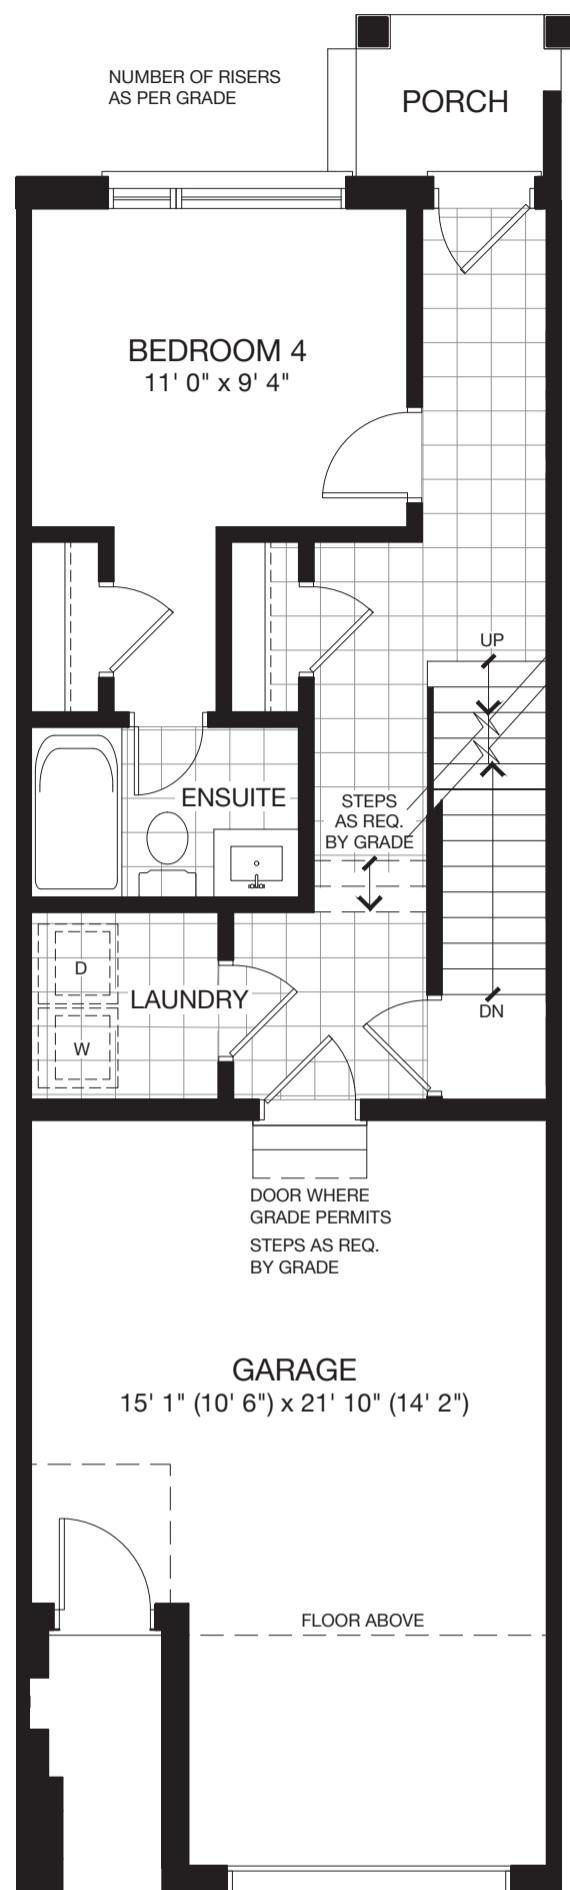 NUMBER OF RISERS
AS PER GRADE
PORCH
BEDROOM 4
11' 0" x 9' 4"
UP
ENSUITE
STEPS
AS REQ.
BY GRADE
D
LAUNDRY
W
DN
DOOR WHERE
GRADE PERMITS
STEPS AS REQ.
BY GRADE
GARAGE
15' 1" (10' 6") x 21' 10" (14' 2")
FLOOR ABOVE